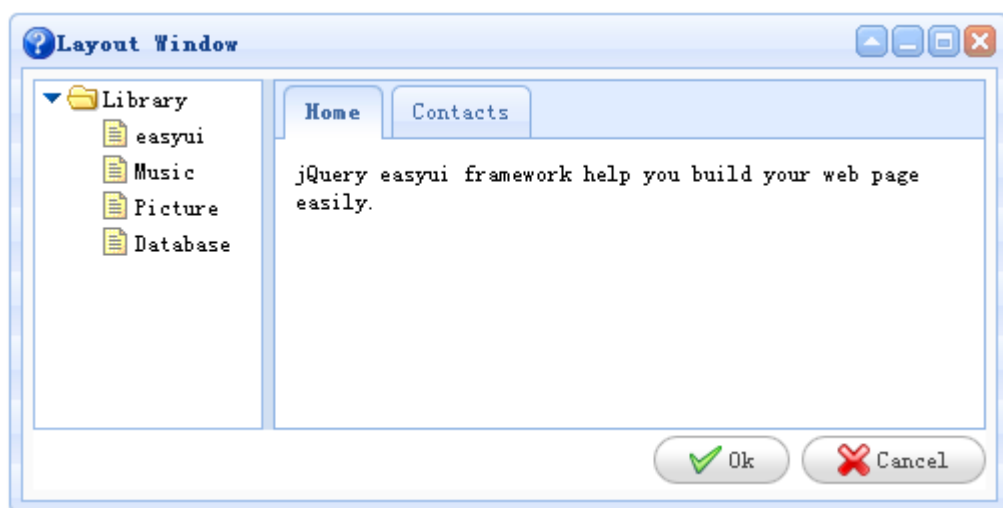 Layout Window
Library
easyui
Music
Picture
Database
Home
Contacts
jQuery easyui framework help you build your web page
easily.
Ok
Cancel